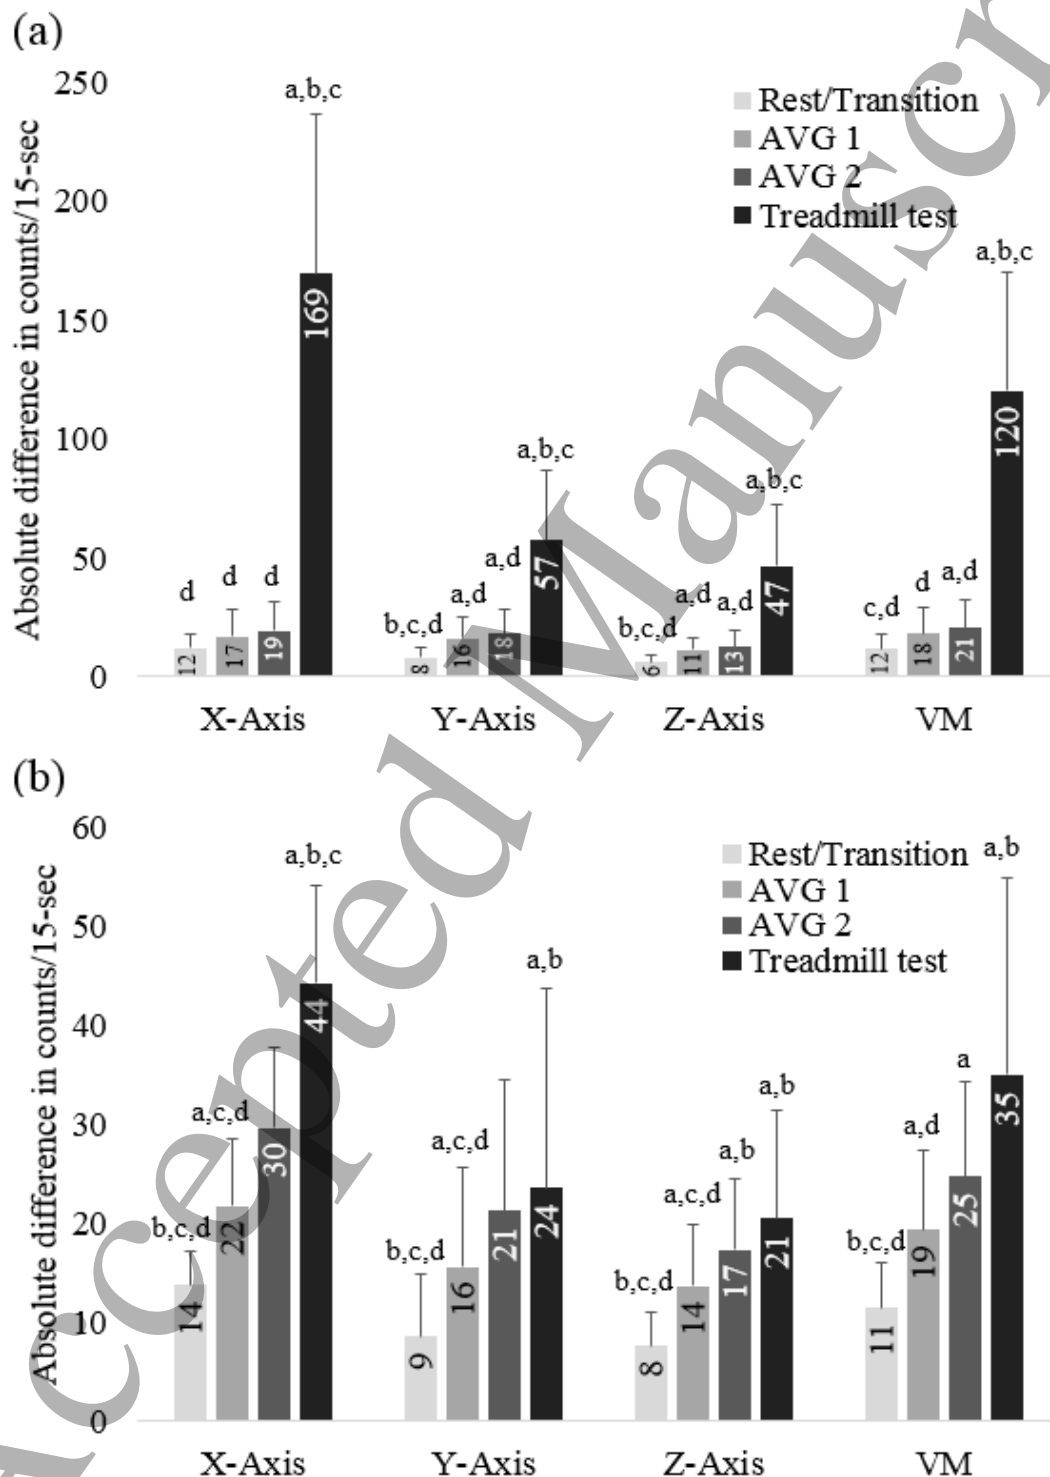 (a)
Absolute difference in counts/15-sec
250
200
150
100
50
0
Rest/Transition
AVG 1
AVG 2
Treadmill test
d
d
d
a,b,c
12
17
19
169
b,c,d
a,d
a,d
a,b,c
8
16
18
57
b,c,d
a,d
a,d
a,b,c
6
11
13
47
c,d
d
a,d
a,b,c
12
18
21
120
X-Axis
Y-Axis
Z-Axis
VM
(b)
Absolute difference in counts/15-sec
60
50
40
30
20
10
0
Rest/Transition
AVG 1
AVG 2
Treadmill test
b,c,d
a,c,d
a,b,c
14
22
30
44
b,c,d
a,c,d
a,b
9
16
21
24
b,c,d
a,c,d
a,b
a,b
8
14
17
21
b,c,d
a,d
a
a,b
11
19
25
35
X-Axis
Y-Axis
Z-Axis
VM
Accepted Manuscr